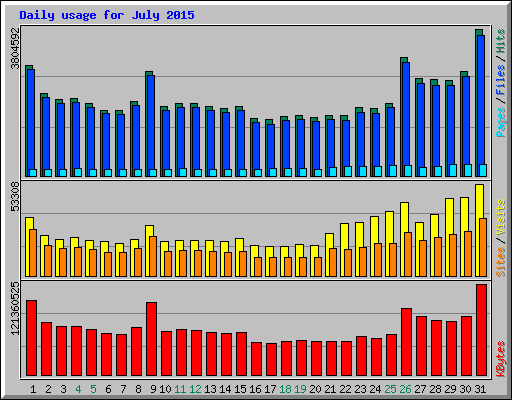 Daily usage for July 2015
3804592
Pages / Files / Hits
53308
Sites / Visits
121360525
KBytes
1 2 3 4 5 6 7 8 9 10 11 12 13 14 15 16 17 18 19 20 21 22 23 24 25 26 27 28 29 30 31